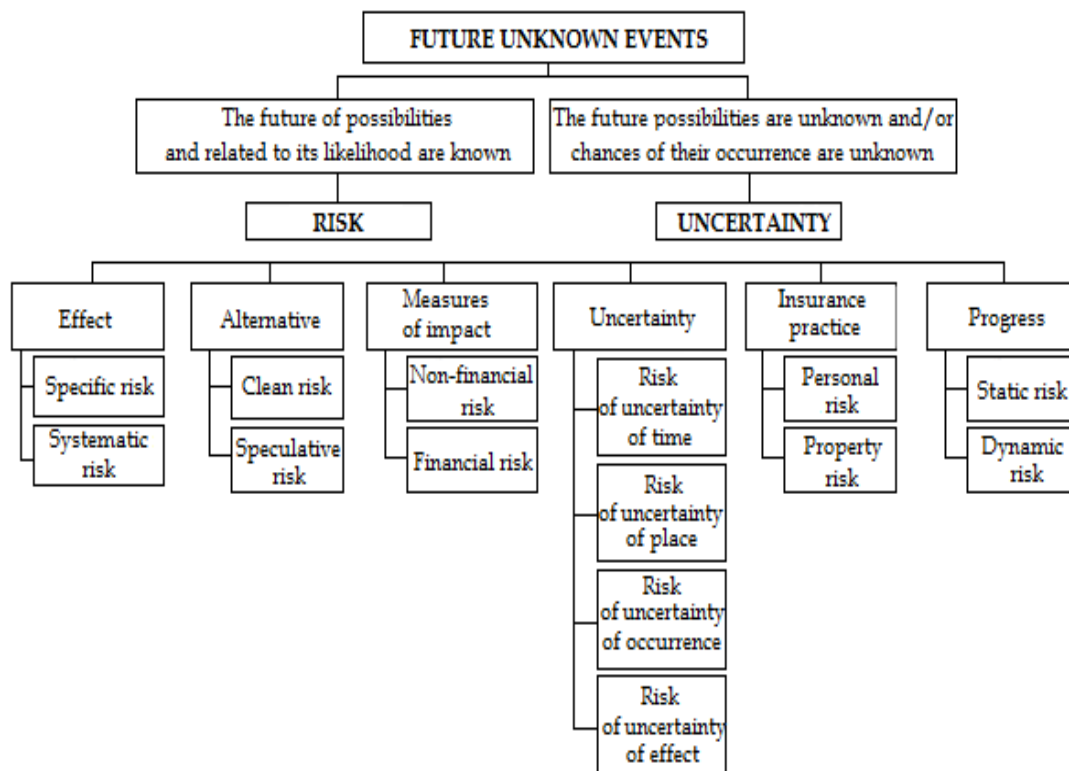 FUTURE UNKNOWN EVENTS
The future of possibilities
and related to its likelihood are known
The future possibilities are unknown and/or
chances of their occurrence are unknown
RISK
UNCERTAINTY
Effect
Specific risk
Systematic
risk
Alternative
Clean risk
Speculative
risk
Measures
of impact
Non-financial
risk
Financial risk
Uncertainty
Risk
of uncertainty
of time
Risk
of uncertainty
of place
Risk
of uncertainty
of occurrence
Risk
of uncertainty
of effect
Insurance
practice
Personal
risk
Property
risk
Progress
Static risk
Dynamic
risk